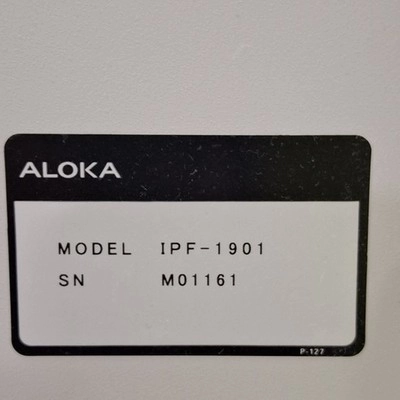 ALOKA
MODEL IPF-1901
SN M01161
P-127